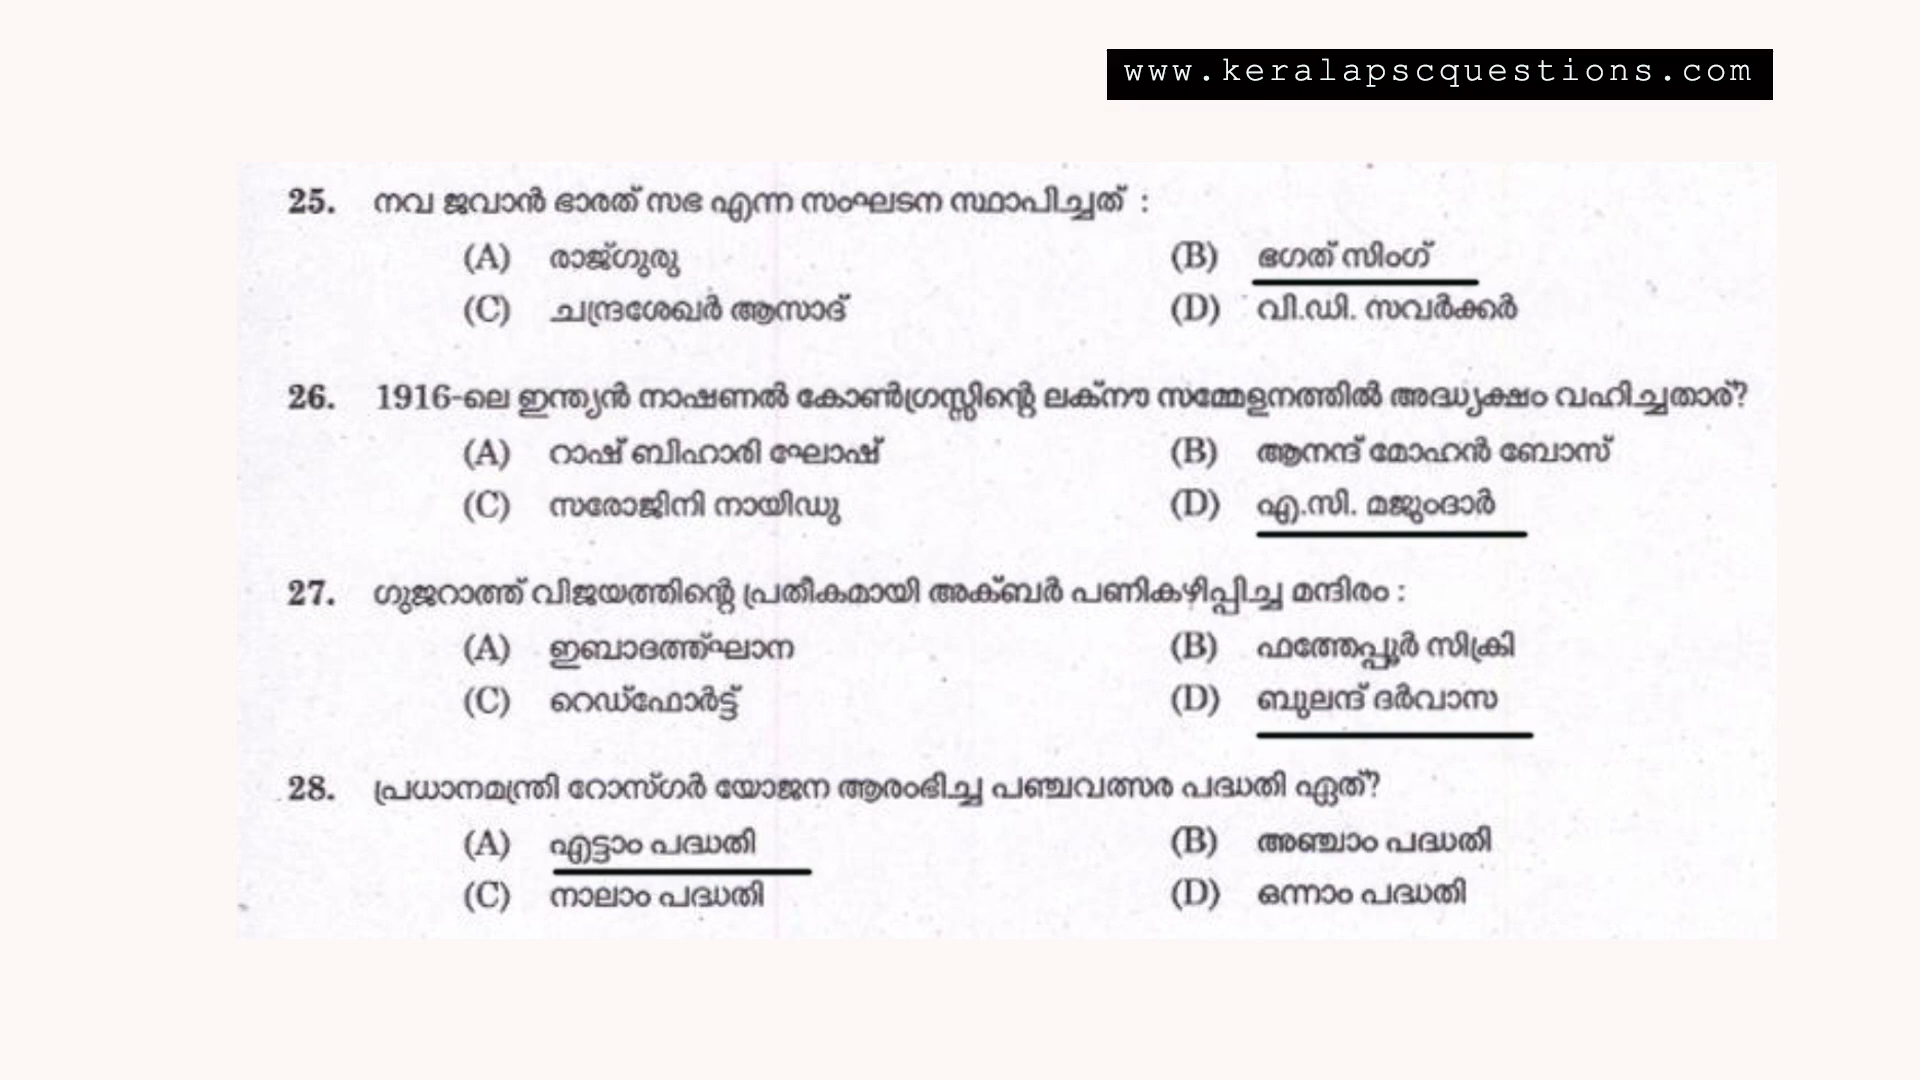 www.keralapscquestions.com
25. നവ ജവാൻ ഭാരത് സഭ എന്ന സംഘടന സ്ഥാപിച്ചത് :
(A) രാജ്ഗുരു (B) ഭഗത് സിംഗ്
(C) ചന്ദ്രശേഖർ ആസാദ് (D) വി.ഡി. സവർക്കർ
26. 1916-ലെ ഇന്ത്യൻ നാഷണൽ കോൺഗ്രസ്സിന്റെ ലക്നൗ സമ്മേളനത്തിൽ അദ്ധ്യക്ഷം വഹിച്ചതാര്?
(A) റാഷ് ബിഹാരി ഘോഷ് (B) ആനന്ദ് മോഹൻ ബോസ്
(C) സരോജിനി നായിഡു (D) എ.സി. മജുംദാർ
27. ഗുജറാത്ത് വിജയത്തിന്റെ പ്രതീകമായി അക്ബർ പണികഴിപ്പിച്ച മന്ദിരം :
(A) ഇബാദത്ത്ഘാന (B) ഫത്തേപ്പൂർ സിക്രി
(C) റെഡ്ഫോർട്ട് (D) ബുലന്ദ് ദർവാസ
28. പ്രധാനമന്ത്രി റോസ്ഗർ യോജന ആരംഭിച്ച പഞ്ചവത്സര പദ്ധതി ഏത്?
(A) എട്ടാം പദ്ധതി (B) അഞ്ചാം പദ്ധതി
(C) നാലാം പദ്ധതി (D) ഒന്നാം പദ്ധതി